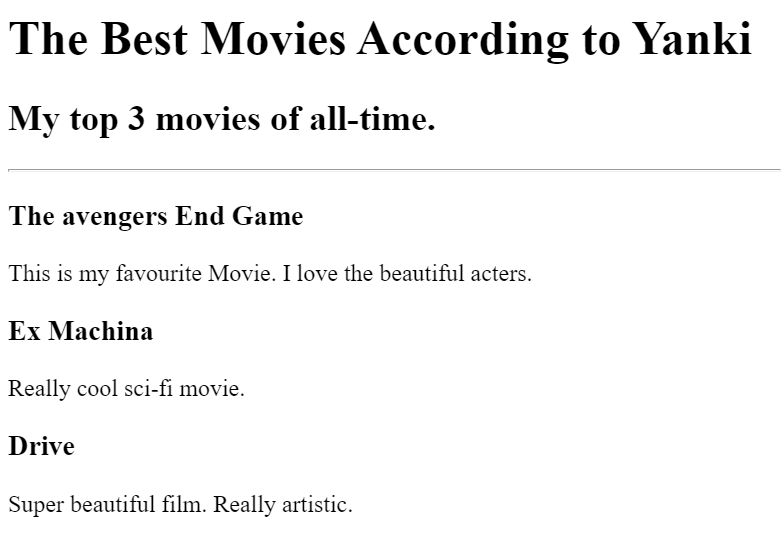 The Best Movies According to Yanki
My top 3 movies of all-time.
The avengers End Game
This is my favourite Movie. I love the beautiful acters.
Ex Machina
Really cool sci-fi movie.
Drive
Super beautiful film. Really artistic.